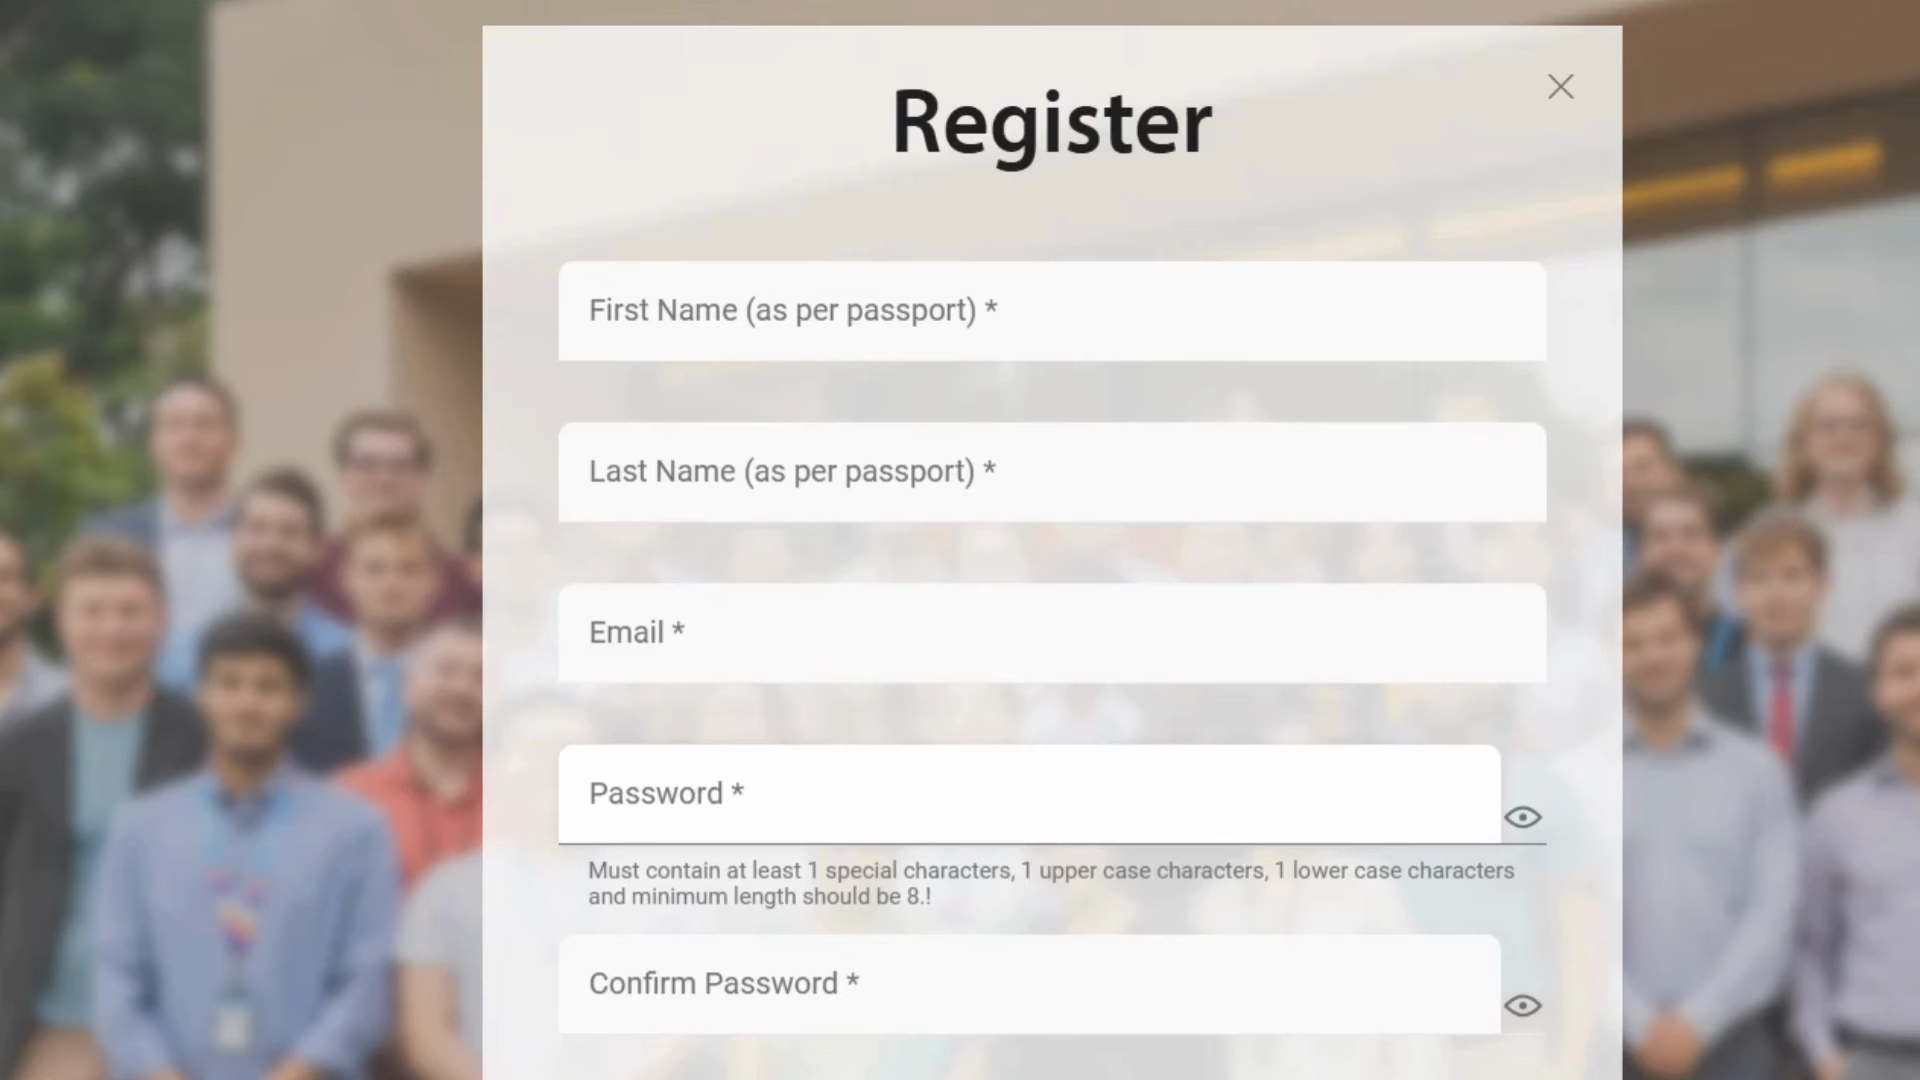 Register
First Name (as per passport) *
Last Name (as per passport) *
Email *
Password *
Must contain at least 1 special characters, 1 upper case characters, 1 lower case characters
and minimum length should be 8.!
Confirm Password *